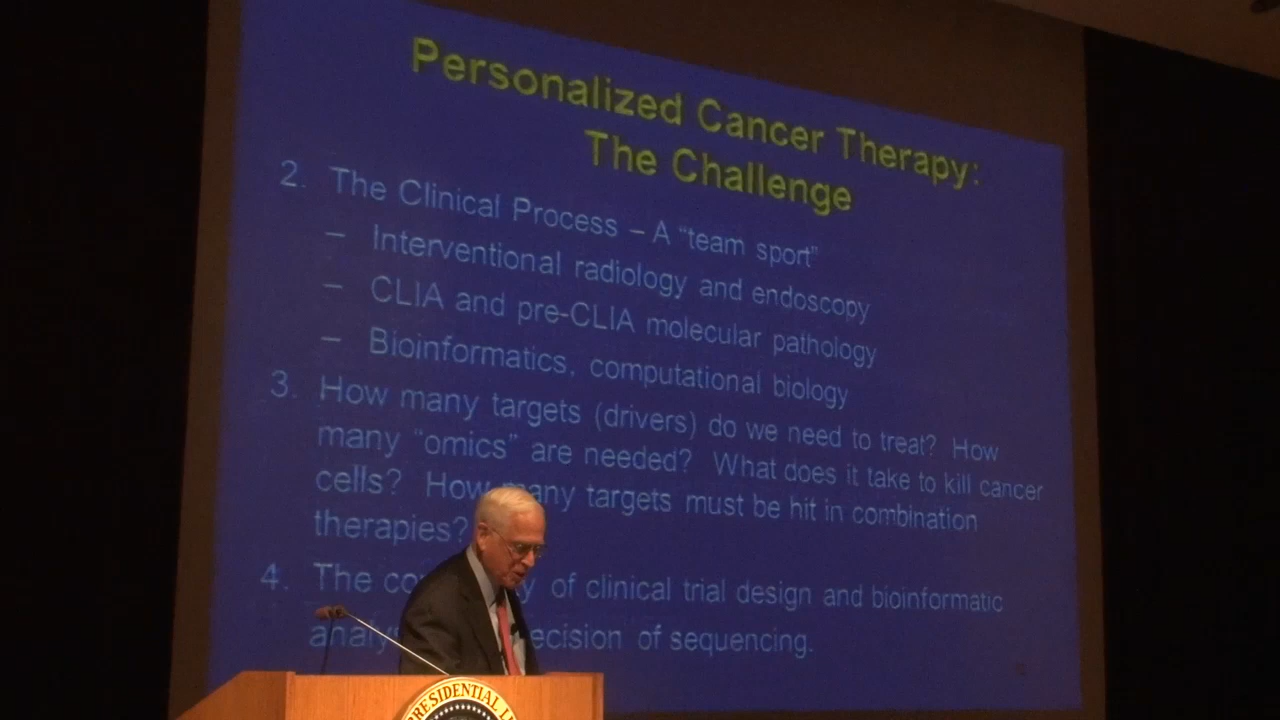 Personalized Cancer Therapy:
The Challenge
2. The Clinical Process – A "team sport"
– Interventional radiology and endoscopy
– CLIA and pre-CLIA molecular pathology
– Bioinformatics, computational biology
3. How many targets (drivers) do we need to treat? How
many "omics" are needed? What does it take to kill cancer
cells? How many targets must be hit in combination
therapies?
4. The of clinical trial design and bioinformatic
of sequencing.
PRESIDENTIAL